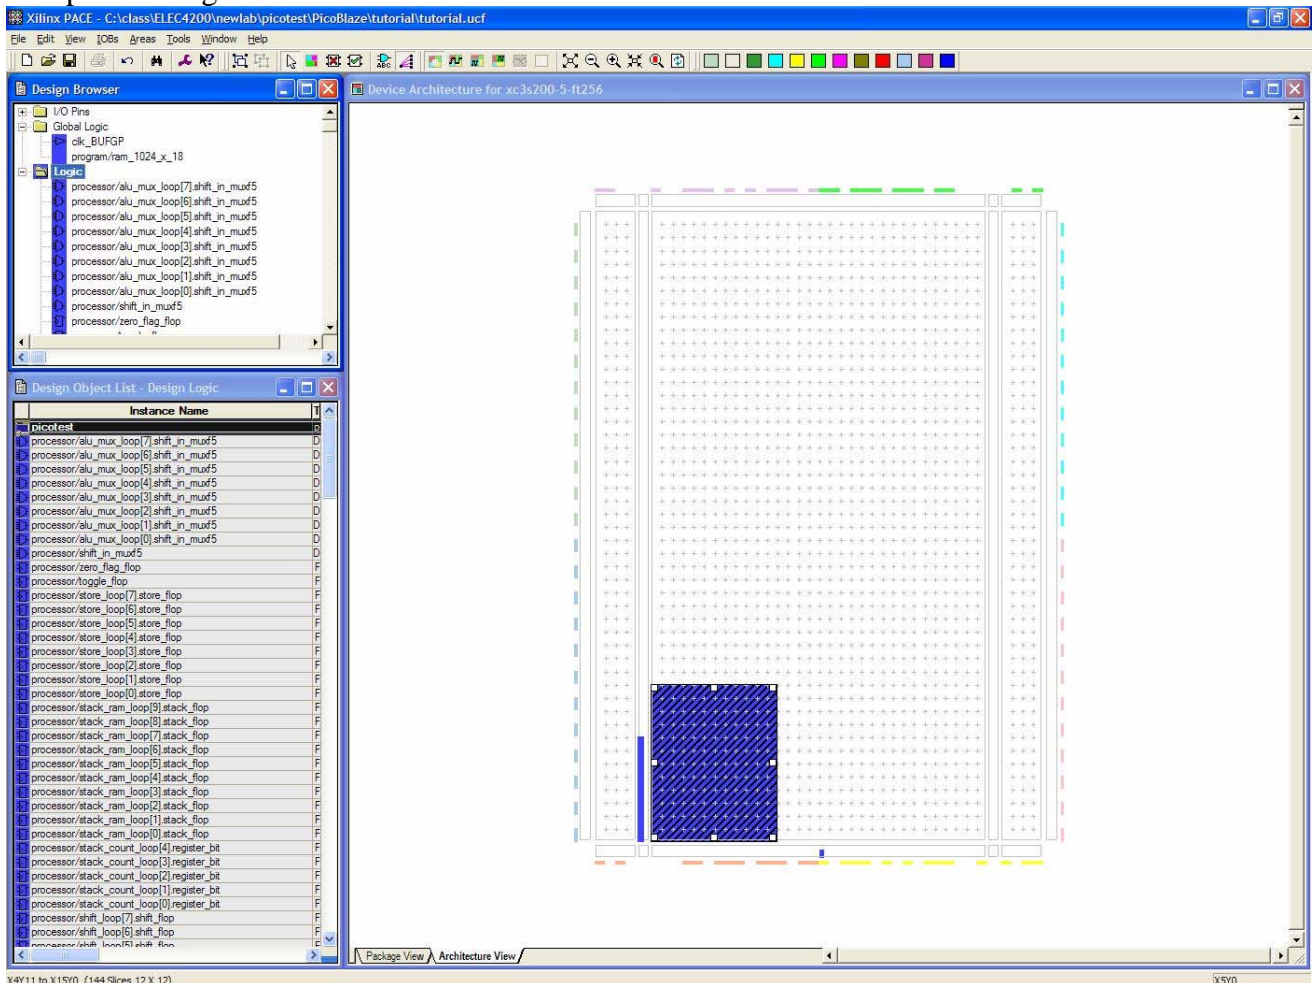 Xilinx PACE - C:\class\ELEC4200\newlab\picotest\PicoBlaze\tutorial\tutorial.ucf
File Edit View IOBs Areas Tools Window Help
Design Browser
I/O Pins
Global Logic
clk_BUFGP
program/ram_1024_x_18
Logic
processor/alu_mux_loop[7].shift_in_muxf5
processor/alu_mux_loop[6].shift_in_muxf5
processor/alu_mux_loop[5].shift_in_muxf5
processor/alu_mux_loop[4].shift_in_muxf5
processor/alu_mux_loop[3].shift_in_muxf5
processor/alu_mux_loop[2].shift_in_muxf5
processor/alu_mux_loop[1].shift_in_muxf5
processor/alu_mux_loop[0].shift_in_muxf5
processor/shift_in_muxf5
processor/zero_flag_flop
Design Object List - Design Logic
Instance Name T
picotest D
processor/alu_mux_loop[7].shift_in_muxf5 D
processor/alu_mux_loop[6].shift_in_muxf5 D
processor/alu_mux_loop[5].shift_in_muxf5 D
processor/alu_mux_loop[4].shift_in_muxf5 D
processor/alu_mux_loop[3].shift_in_muxf5 D
processor/alu_mux_loop[2].shift_in_muxf5 D
processor/alu_mux_loop[1].shift_in_muxf5 D
processor/alu_mux_loop[0].shift_in_muxf5 D
processor/shift_in_muxf5 D
processor/zero_flag_flop F
processor/toggle_flop F
processor/store_loop[7].store_flop F
processor/store_loop[6].store_flop F
processor/store_loop[5].store_flop F
processor/store_loop[4].store_flop F
processor/store_loop[3].store_flop F
processor/store_loop[2].store_flop F
processor/store_loop[1].store_flop F
processor/store_loop[0].store_flop F
processor/stack_ram_loop[9].stack_flop F
processor/stack_ram_loop[8].stack_flop F
processor/stack_ram_loop[7].stack_flop F
processor/stack_ram_loop[6].stack_flop F
processor/stack_ram_loop[5].stack_flop F
processor/stack_ram_loop[4].stack_flop F
processor/stack_ram_loop[3].stack_flop F
processor/stack_ram_loop[2].stack_flop F
processor/stack_ram_loop[1].stack_flop F
processor/stack_ram_loop[0].stack_flop F
processor/stack_count_loop[4].register_bit F
processor/stack_count_loop[3].register_bit F
processor/stack_count_loop[2].register_bit F
processor/stack_count_loop[1].register_bit F
processor/stack_count_loop[0].register_bit F
processor/shift_loop[7].shift_flop F
processor/shift_loop[6].shift_flop F
processor/shift_loop[5].shift_flop F
Device Architecture for xc3s200-5-ft256
Package View Architecture View
X4Y11 to X15Y0 (144 Slices 12 X 12) X5Y0